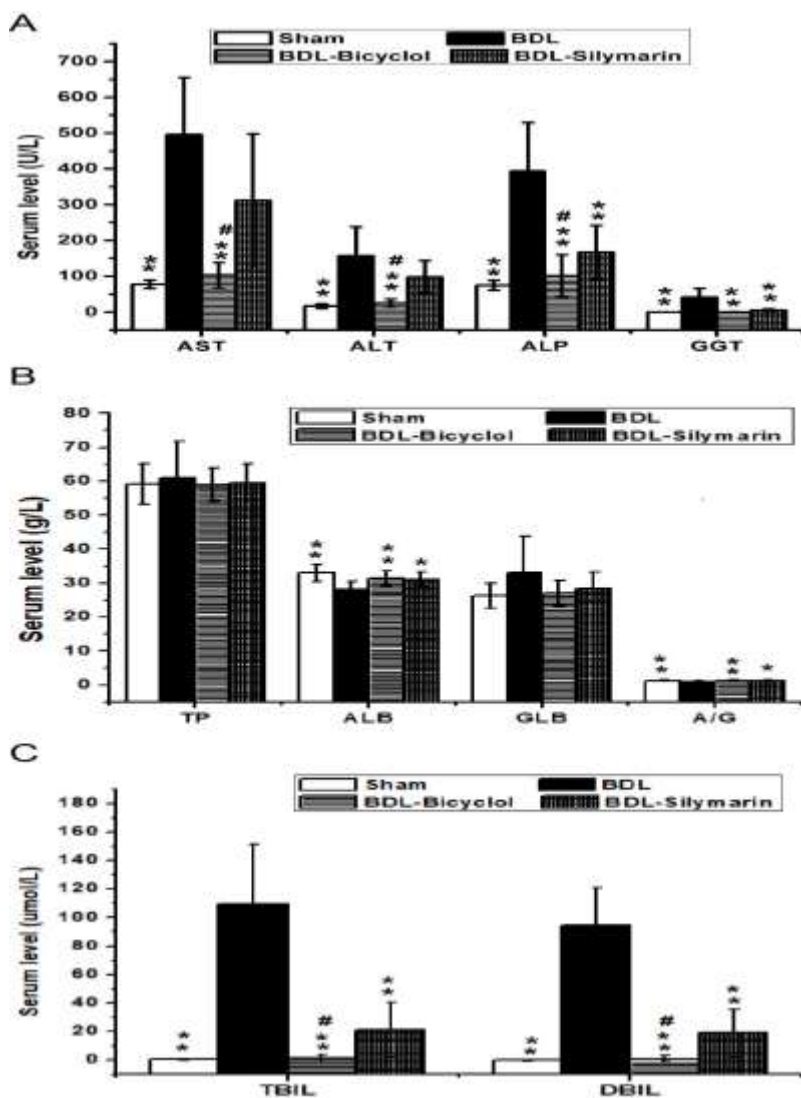 A
Sham BDL
BDL-Bicyclol BDL-Silymarin
Serum level (U/L)
700
600
500
400
300
200
100
0
** #** ** #** ** #** ** ** ** **
AST ALT ALP GGT
B
Sham BDL
BDL-Bicyclol BDL-Silymarin
Serum level (g/L)
80
70
60
50
40
30
20
10
0
** ** * ** ** *
TP ALB GLB A/G
C
Sham BDL
BDL-Bicyclol BDL-Silymarin
Serum level (umol/L)
180
160
140
120
100
80
60
40
20
0
** #** ** ** #** **
TBIL DBIL